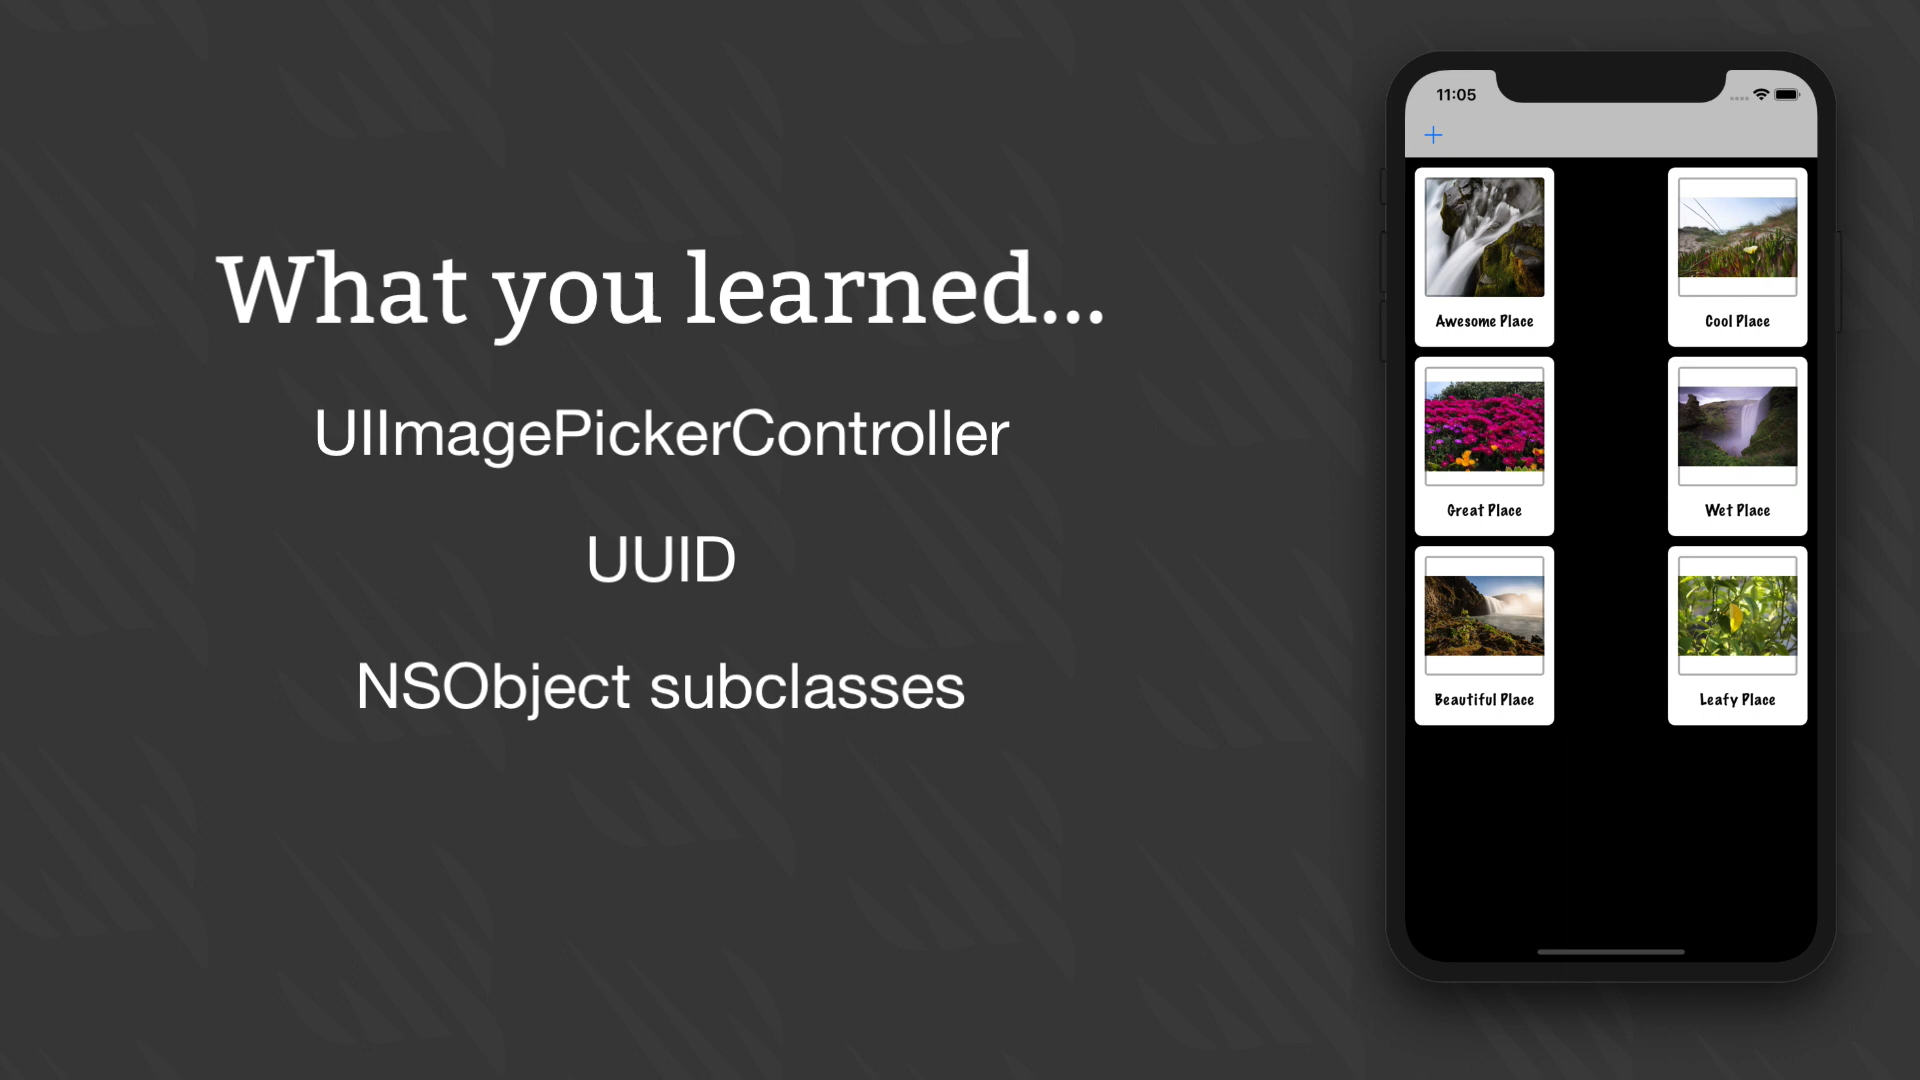 What you learned...
UIImagePickerController
UUID
NSObject subclasses
11:05
Awesome Place
Cool Place
Great Place
Wet Place
Beautiful Place
Leafy Place